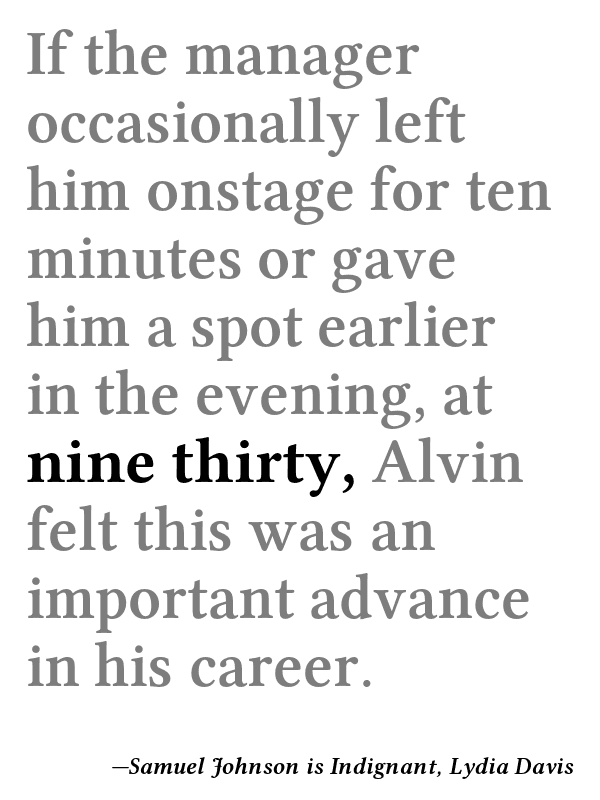 If the manager
occasionally left
him onstage for ten
minutes or gave
him a spot earlier
in the evening, at
nine thirty, Alvin
felt this was an
important advance
in his career.
—Samuel Johnson is Indignant, Lydia Davis